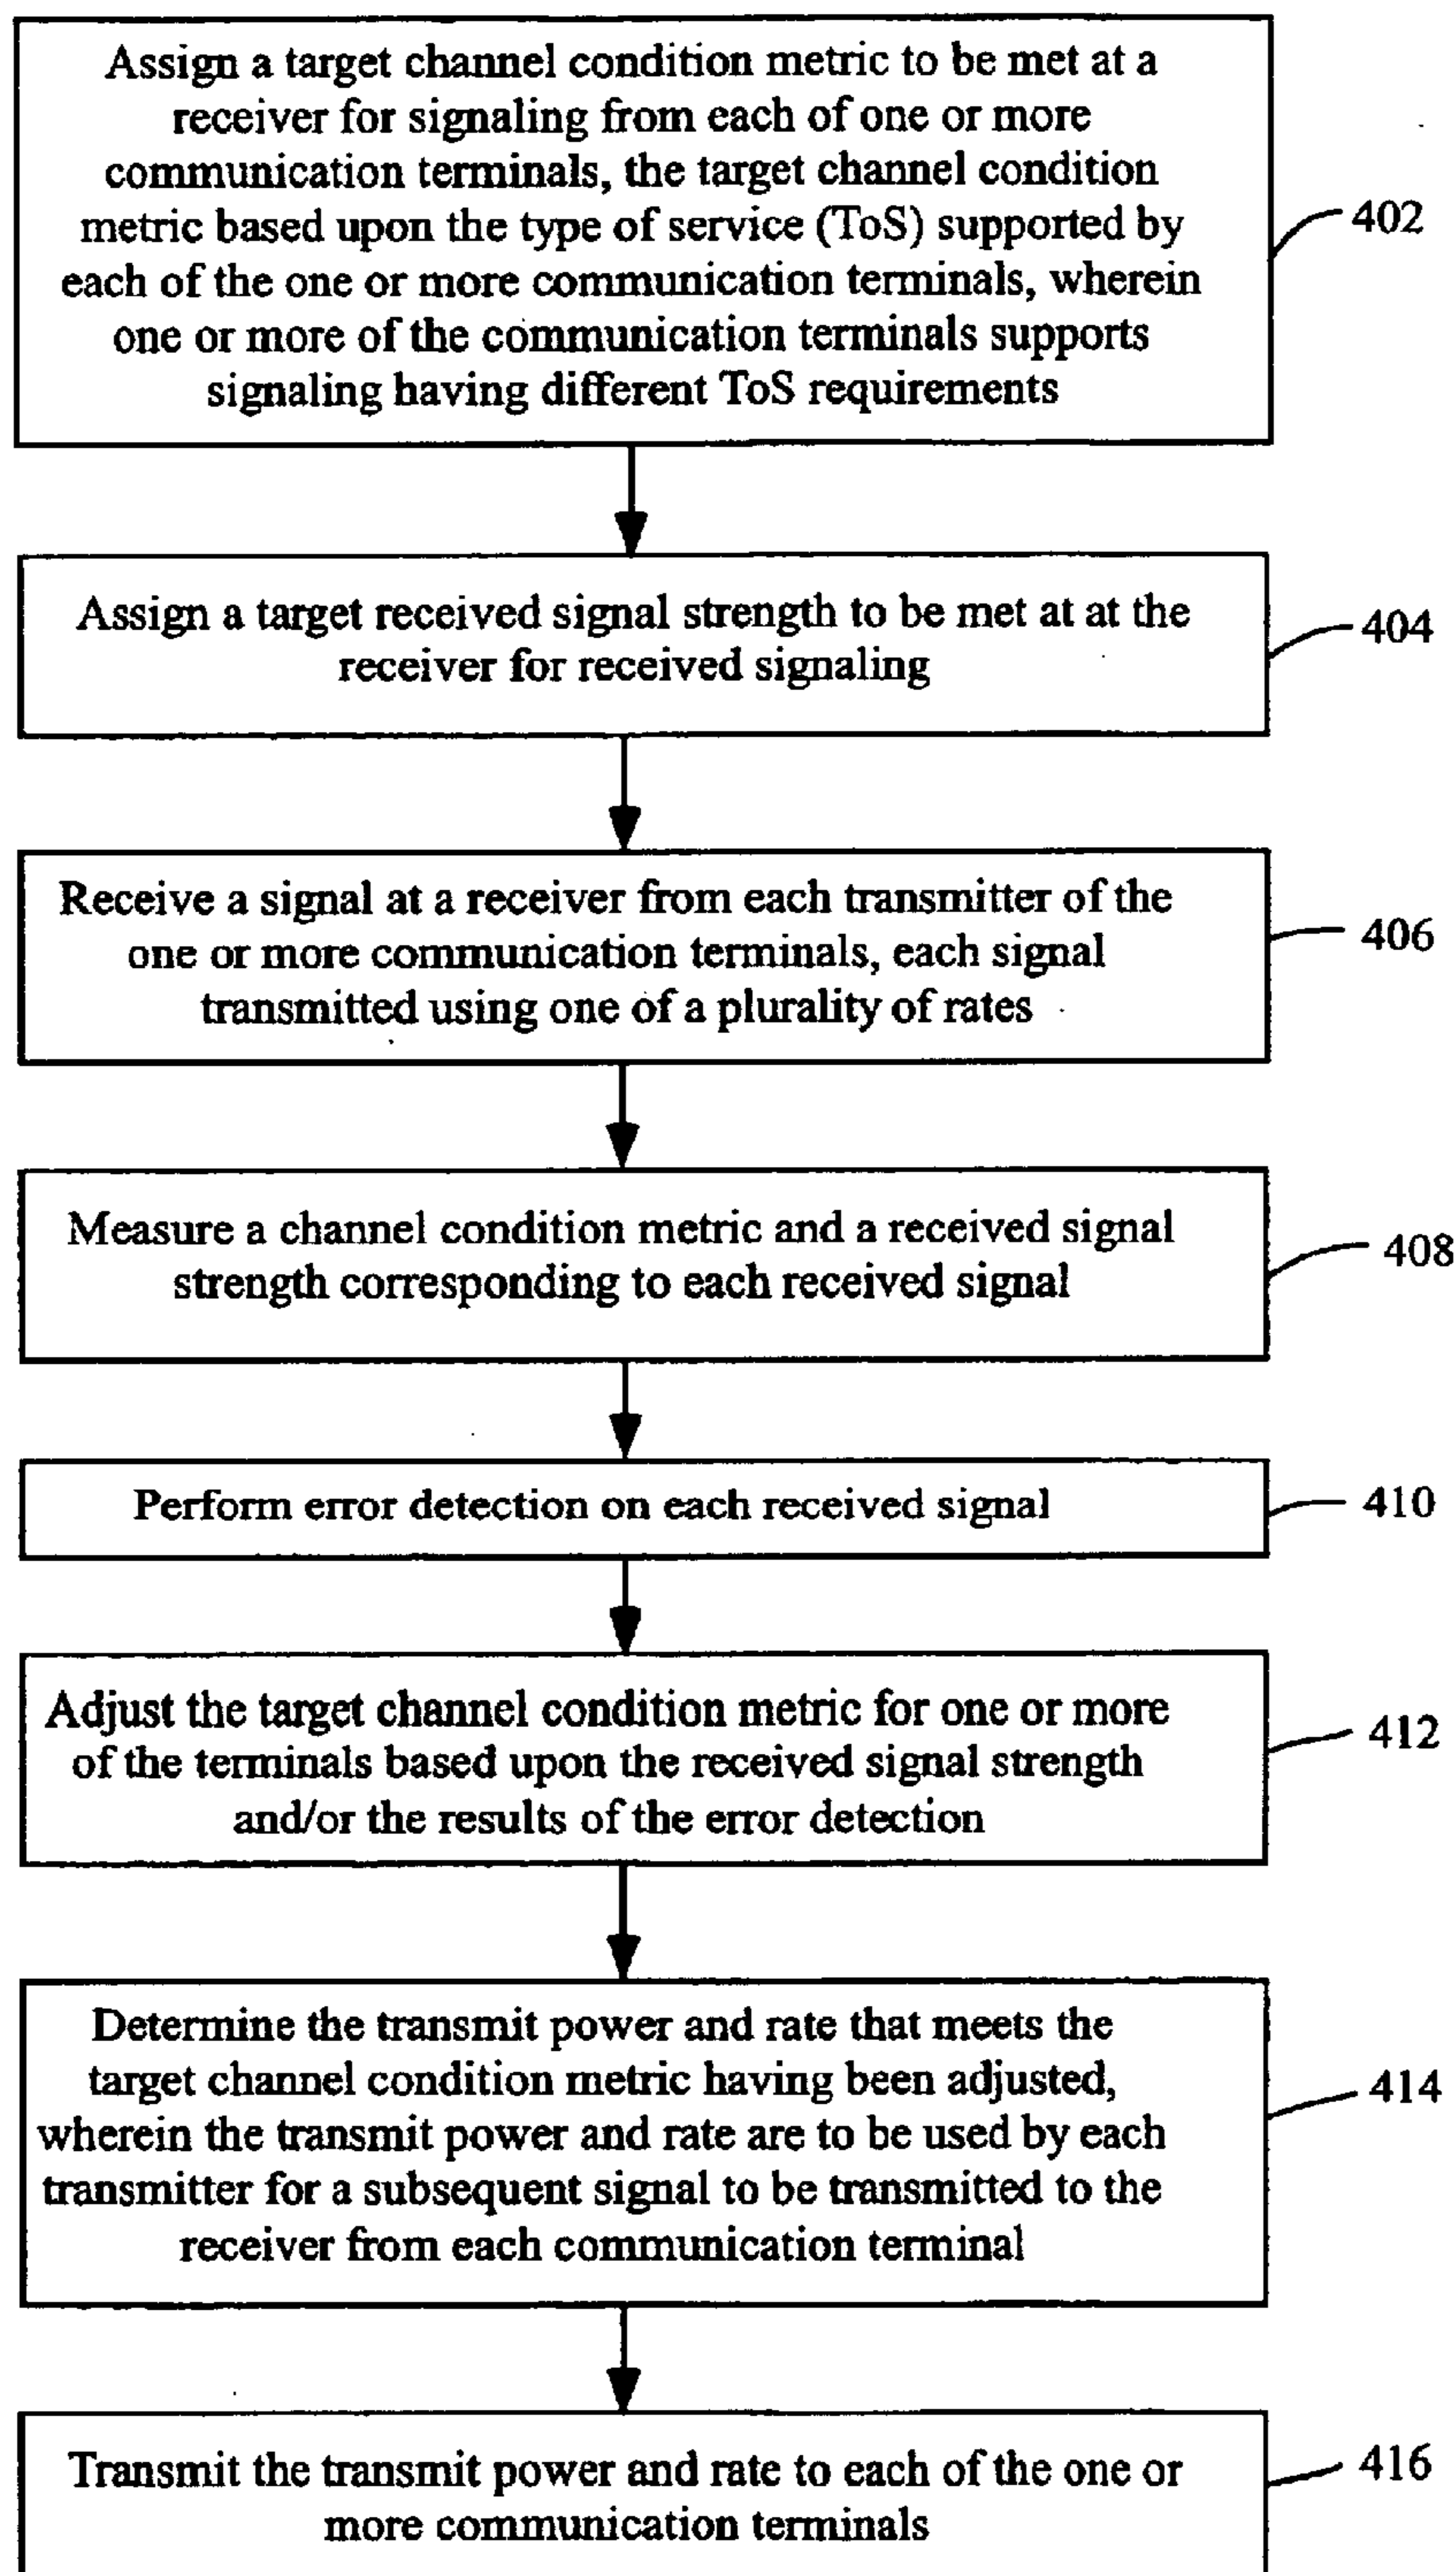 Assign a target channel condition metric to be met at a
receiver for signaling from each of one or more
communication terminals, the target channel condition
metric based upon the type of service (ToS) supported by
each of the one or more communication terminals, wherein
one or more of the communication terminals supports
signaling having different ToS requirements
402
Assign a target received signal strength to be met at at the
receiver for received signaling
404
Receive a signal at a receiver from each transmitter of the
one or more communication terminals, each signal
transmitted using one of a plurality of rates
406
Measure a channel condition metric and a received signal
strength corresponding to each received signal
408
Perform error detection on each received signal
410
Adjust the target channel condition metric for one or more
of the terminals based upon the received signal strength
and/or the results of the error detection
412
Determine the transmit power and rate that meets the
target channel condition metric having been adjusted,
wherein the transmit power and rate are to be used by each
transmitter for a subsequent signal to be transmitted to the
receiver from each communication terminal
414
Transmit the transmit power and rate to each of the one or
more communication terminals
416